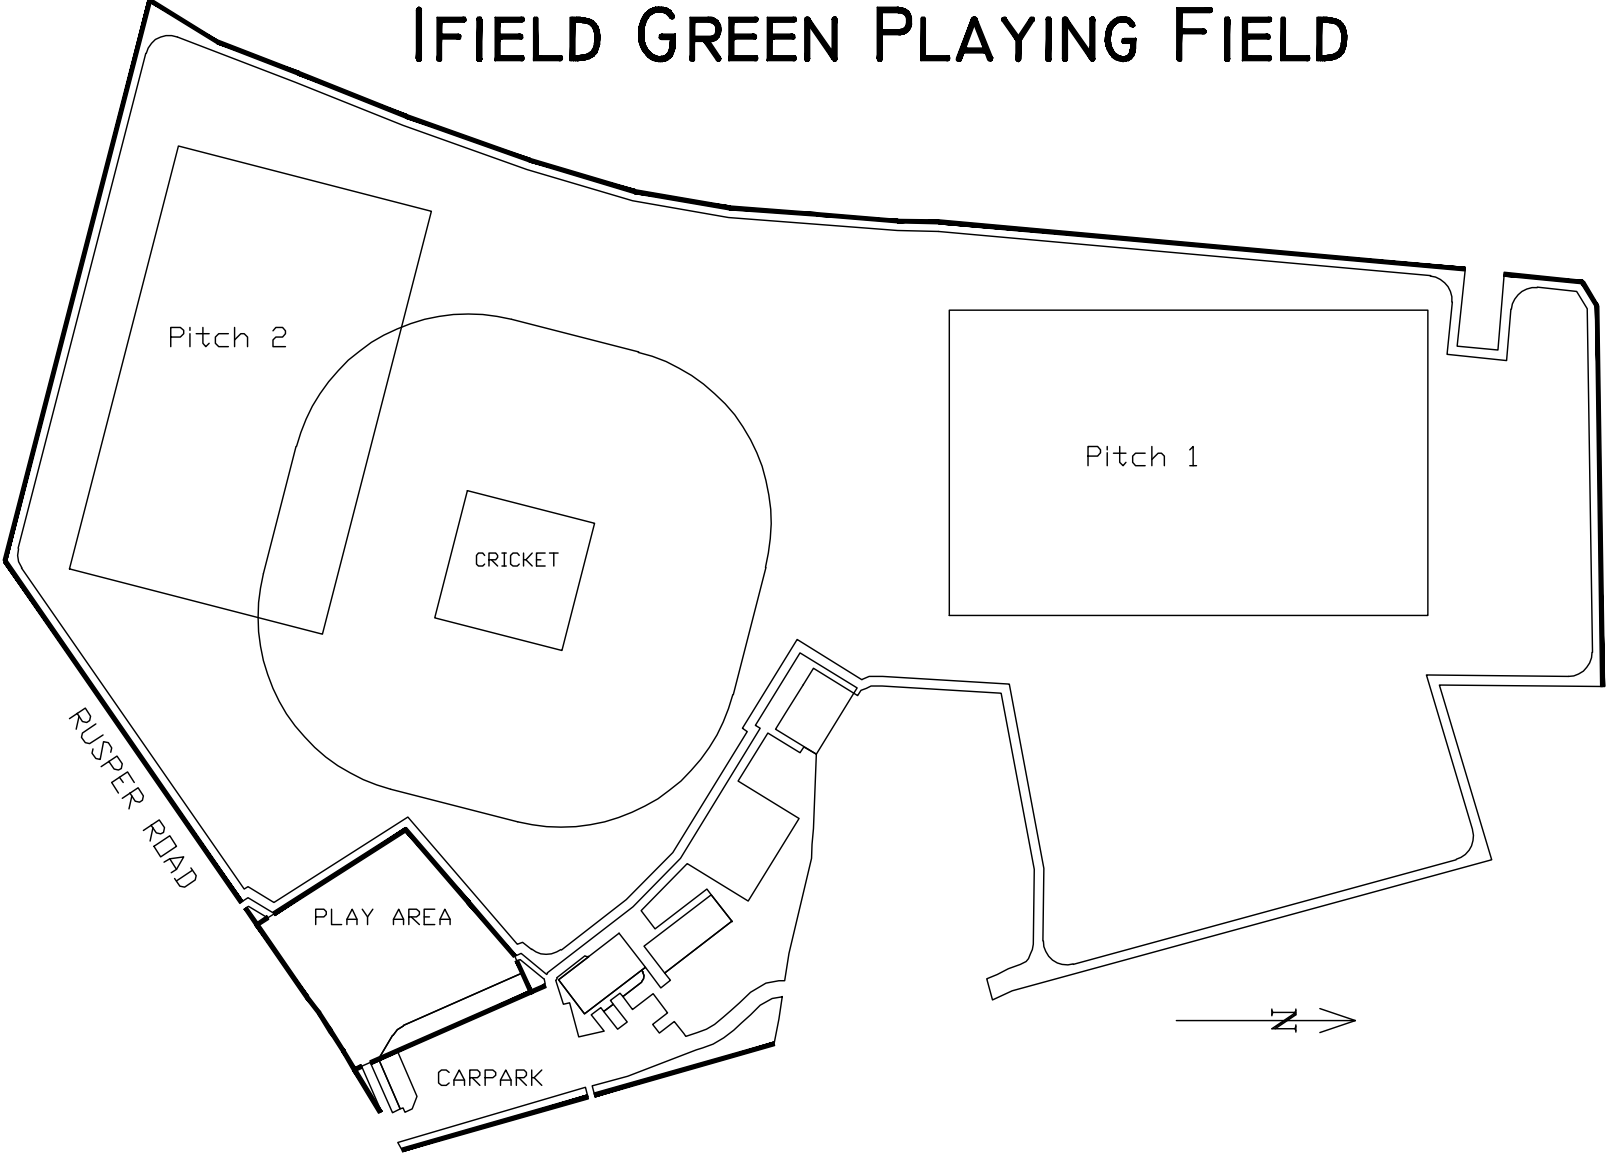 IFIELD GREEN PLAYING FIELD
Pitch 2
Pitch 1
CRICKET
RUSPER ROAD
PLAY AREA
N
CARPARK